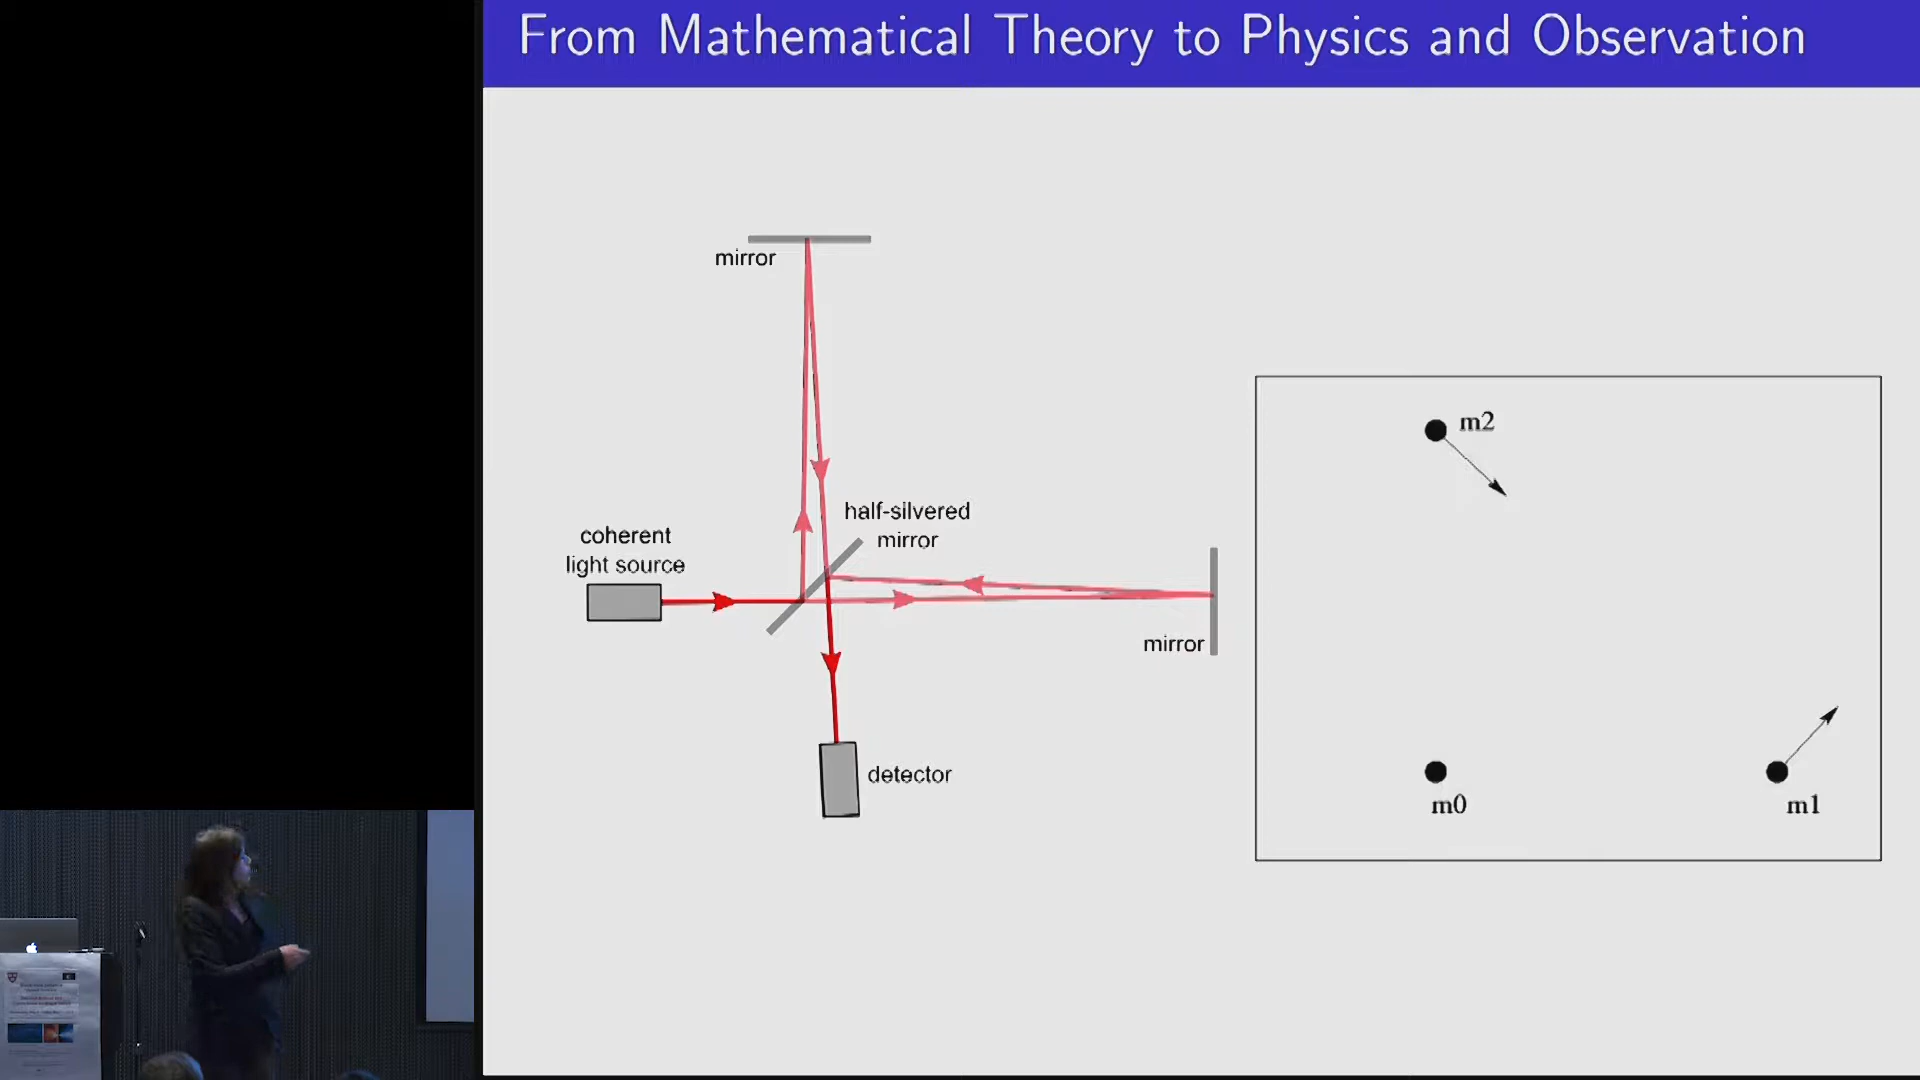 From Mathematical Theory to Physics and Observation
mirror
half-silvered
mirror
coherent
light source
mirror
detector
m2
m0
m1